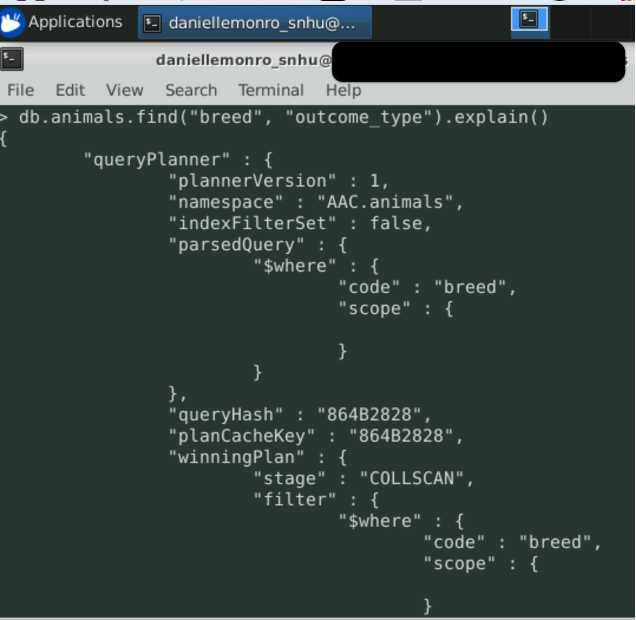 Applications
daniellemonro_snhu@...
daniellemonro_snhu@
File Edit View Search Terminal Help
> db.animals.find("breed", "outcome_type").explain()
{
"queryPlanner" : {
"plannerVersion" : 1,
"namespace" : "AAC.animals",
"indexFilterSet" : false,
"parsedQuery" : {
"$where" : {
"code" : "breed",
"scope" : {
}
}
},
"queryHash" : "864B2828",
"planCacheKey" : "864B2828",
"winningPlan" : {
"stage" : "COLLSCAN",
"filter" : {
"$where" : {
"code" : "breed",
"scope" : {
}